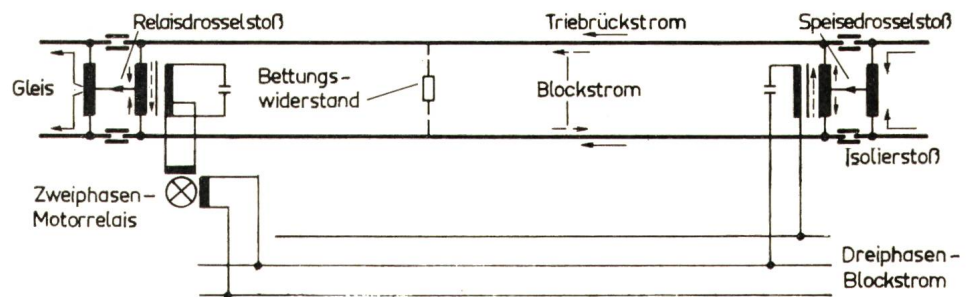 Relaisdrosselstoß
Triebrückstrom
Speisedrosselstoß
Gleis
Bettungs-
widerstand
Blockstrom
Isolierstoß
Zweiphasen-
Motorrelais
Dreiphasen-
Blockstrom